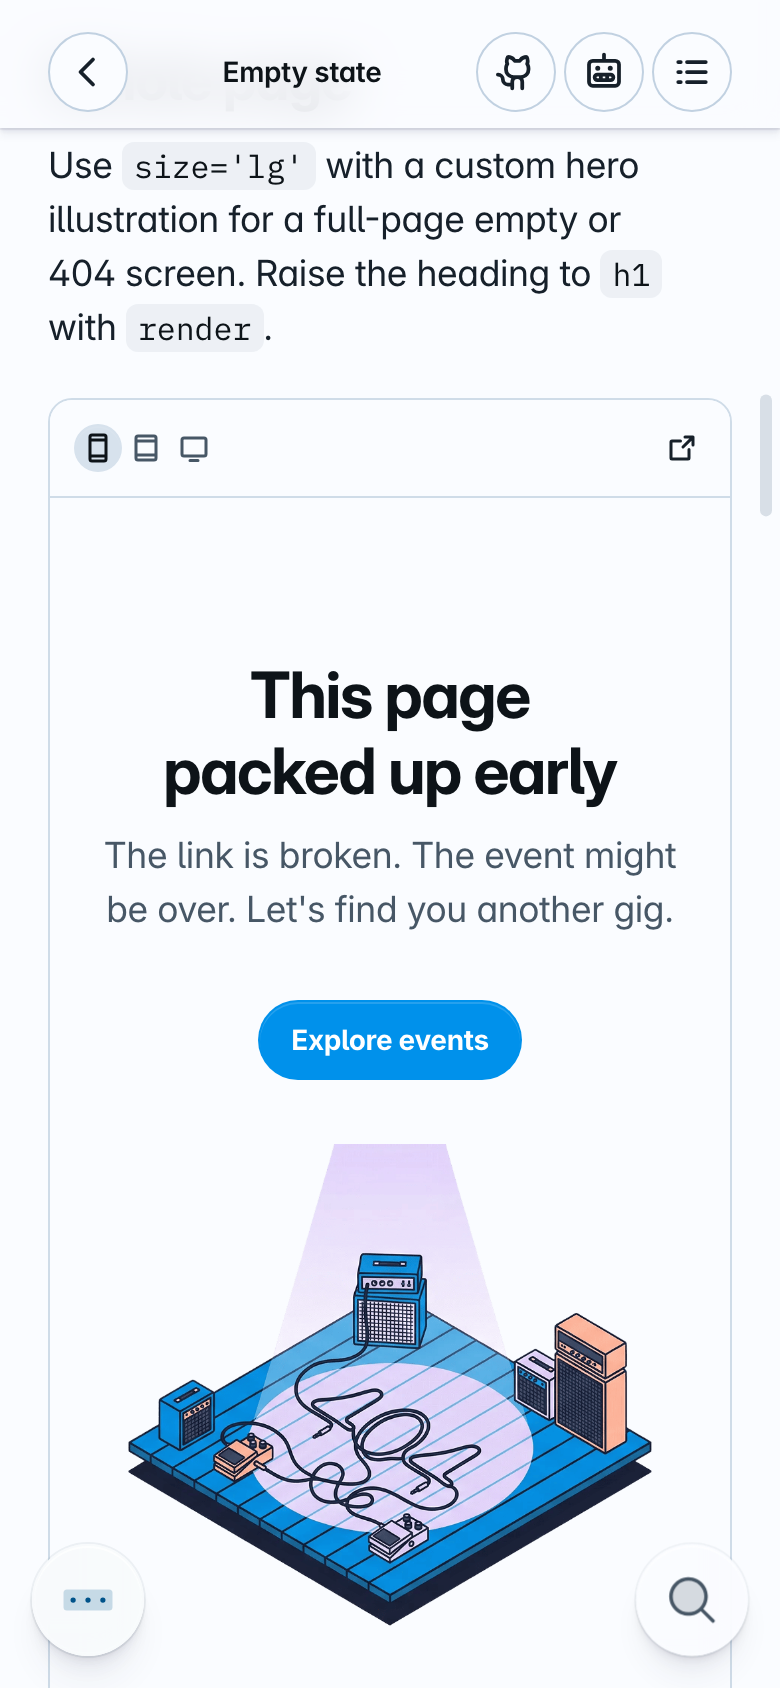 Empty state
Use size='lg' with a custom hero
illustration for a full-page empty or
404 screen. Raise the heading to h1
with render.
This page
packed up early
The link is broken. The event might
be over. Let's find you another gig.
Explore events
404